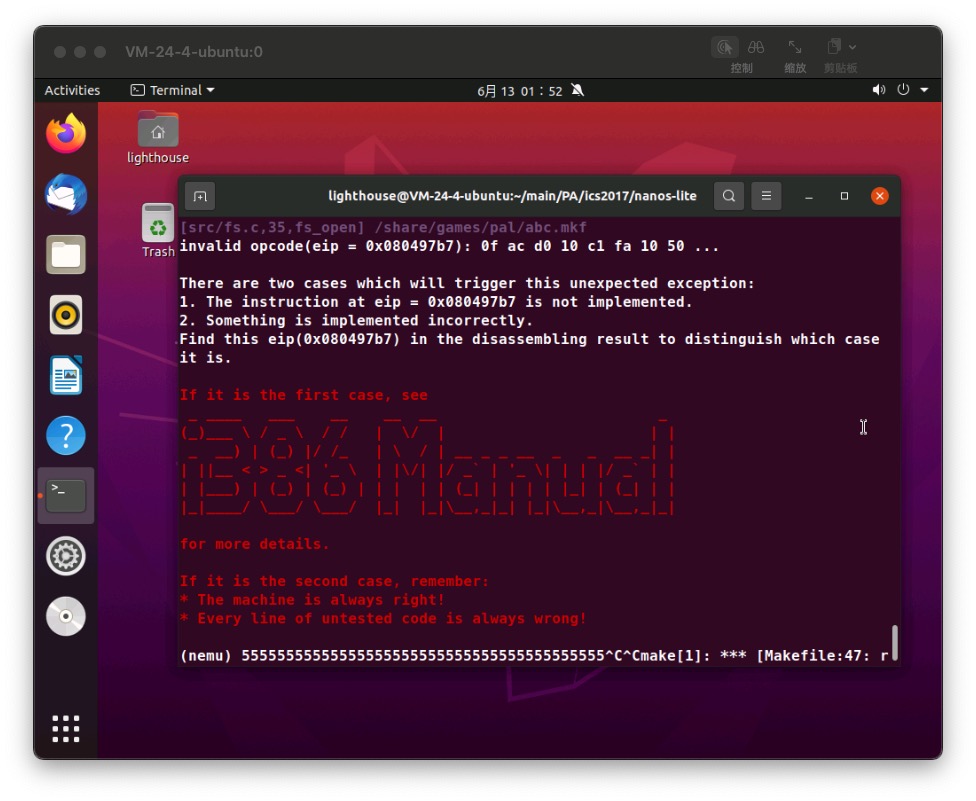 VM-24-4-ubuntu:0
控制 缩放 剪贴板
Activities Terminal 6月 13 01：52
lighthouse
Trash
lighthouse@VM-24-4-ubuntu:~/main/PA/ics2017/nanos-lite
[src/fs.c,35,fs_open] /share/games/pal/abc.mkf
invalid opcode(eip = 0x080497b7): 0f ac d0 10 c1 fa 10 50 ...
There are two cases which will trigger this unexpected exception:
1. The instruction at eip = 0x080497b7 is not implemented.
2. Something is implemented incorrectly.
Find this eip(0x080497b7) in the disassembling result to distinguish which case
it is.
If it is the first case, see
i386 Manual
for more details.
If it is the second case, remember:
* The machine is always right!
* Every line of untested code is always wrong!
(nemu) 55555555555555555555555555555555555555555^C^Cmake[1]: *** [Makefile:47: r